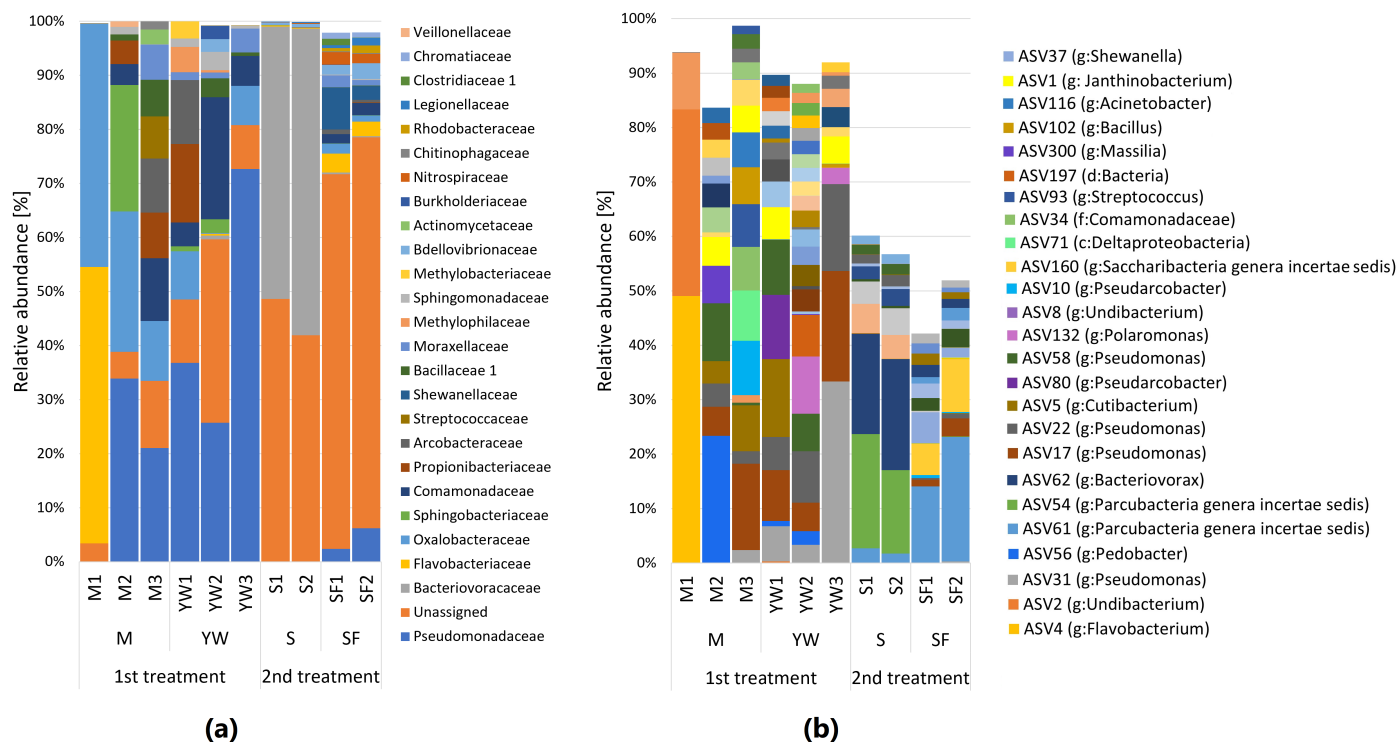 100%
90%
80%
70%
60%
50%
40%
30%
20%
10%
0%
Relative abundance [%]
M1
M2
M3
YW1
YW2
YW3
S1
S2
SF1
SF2
M
YW
S
SF
1st treatment
2nd treatment
Veillonellaceae
Chromatiaceae
Clostridiaceae 1
Legionellaceae
Rhodobacteraceae
Chitinophagaceae
Nitrospiraceae
Burkholderiaceae
Actinomycetaceae
Bdellovibrionaceae
Methylobacteriaceae
Sphingomonadaceae
Methylophilaceae
Moraxellaceae
Bacillaceae 1
Shewanellaceae
Streptococcaceae
Arcobacteraceae
Propionibacteriaceae
Comamonadaceae
Sphingobacteriaceae
Oxalobacteraceae
Flavobacteriaceae
Bacteriovoracaceae
Unassigned
Pseudomonadaceae
(a)
100%
90%
80%
70%
60%
50%
40%
30%
20%
10%
0%
Relative abundance [%]
M1
M2
M3
YW1
YW2
YW3
S1
S2
SF1
SF2
M
YW
S
SF
1st treatment
2nd treatment
ASV37 (g:Shewanella)
ASV1 (g: Janthinobacterium)
ASV116 (g:Acinetobacter)
ASV102 (g:Bacillus)
ASV300 (g:Massilia)
ASV197 (d:Bacteria)
ASV93 (g:Streptococcus)
ASV34 (f:Comamonadaceae)
ASV71 (c:Deltaproteobacteria)
ASV160 (g:Saccharibacteria genera incertae sedis)
ASV10 (g:Pseudarcobacter)
ASV8 (g:Undibacterium)
ASV132 (g:Polaromonas)
ASV58 (g:Pseudomonas)
ASV80 (g:Pseudarcobacter)
ASV5 (g:Cutibacterium)
ASV22 (g:Pseudomonas)
ASV17 (g:Pseudomonas)
ASV62 (g:Bacteriovorax)
ASV54 (g:Parcubacteria genera incertae sedis)
ASV61 (g:Parcubacteria genera incertae sedis)
ASV56 (g:Pedobacter)
ASV31 (g:Pseudomonas)
ASV2 (g:Undibacterium)
ASV4 (g:Flavobacterium)
(b)